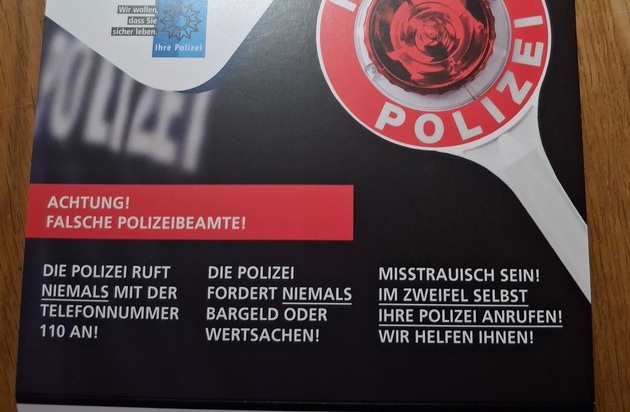 Wir wollen,
dass Sie
sicher leben.
Ihre Polizei
POLIZEI
POLIZEI
ACHTUNG!
FALSCHE POLIZEIBEAMTE!
DIE POLIZEI RUFT
NIEMALS MIT DER
TELEFONNUMMER
110 AN!
DIE POLIZEI
FORDERT NIEMALS
BARGELD ODER
WERTSACHEN!
MISSTRAUISCH SEIN!
IM ZWEIFEL SELBST
IHRE POLIZEI ANRUFEN!
WIR HELFEN IHNEN!